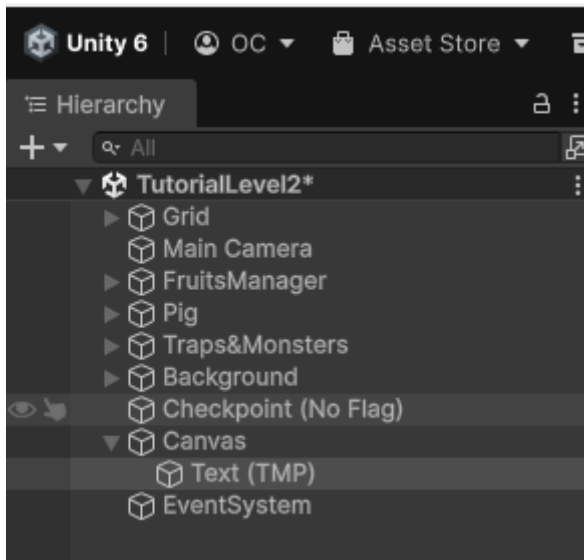 Unity 6 OC Asset Store
Hierarchy
All
TutorialLevel2*
Grid
Main Camera
FruitsManager
Pig
Traps&Monsters
Background
Checkpoint (No Flag)
Canvas
Text (TMP)
EventSystem